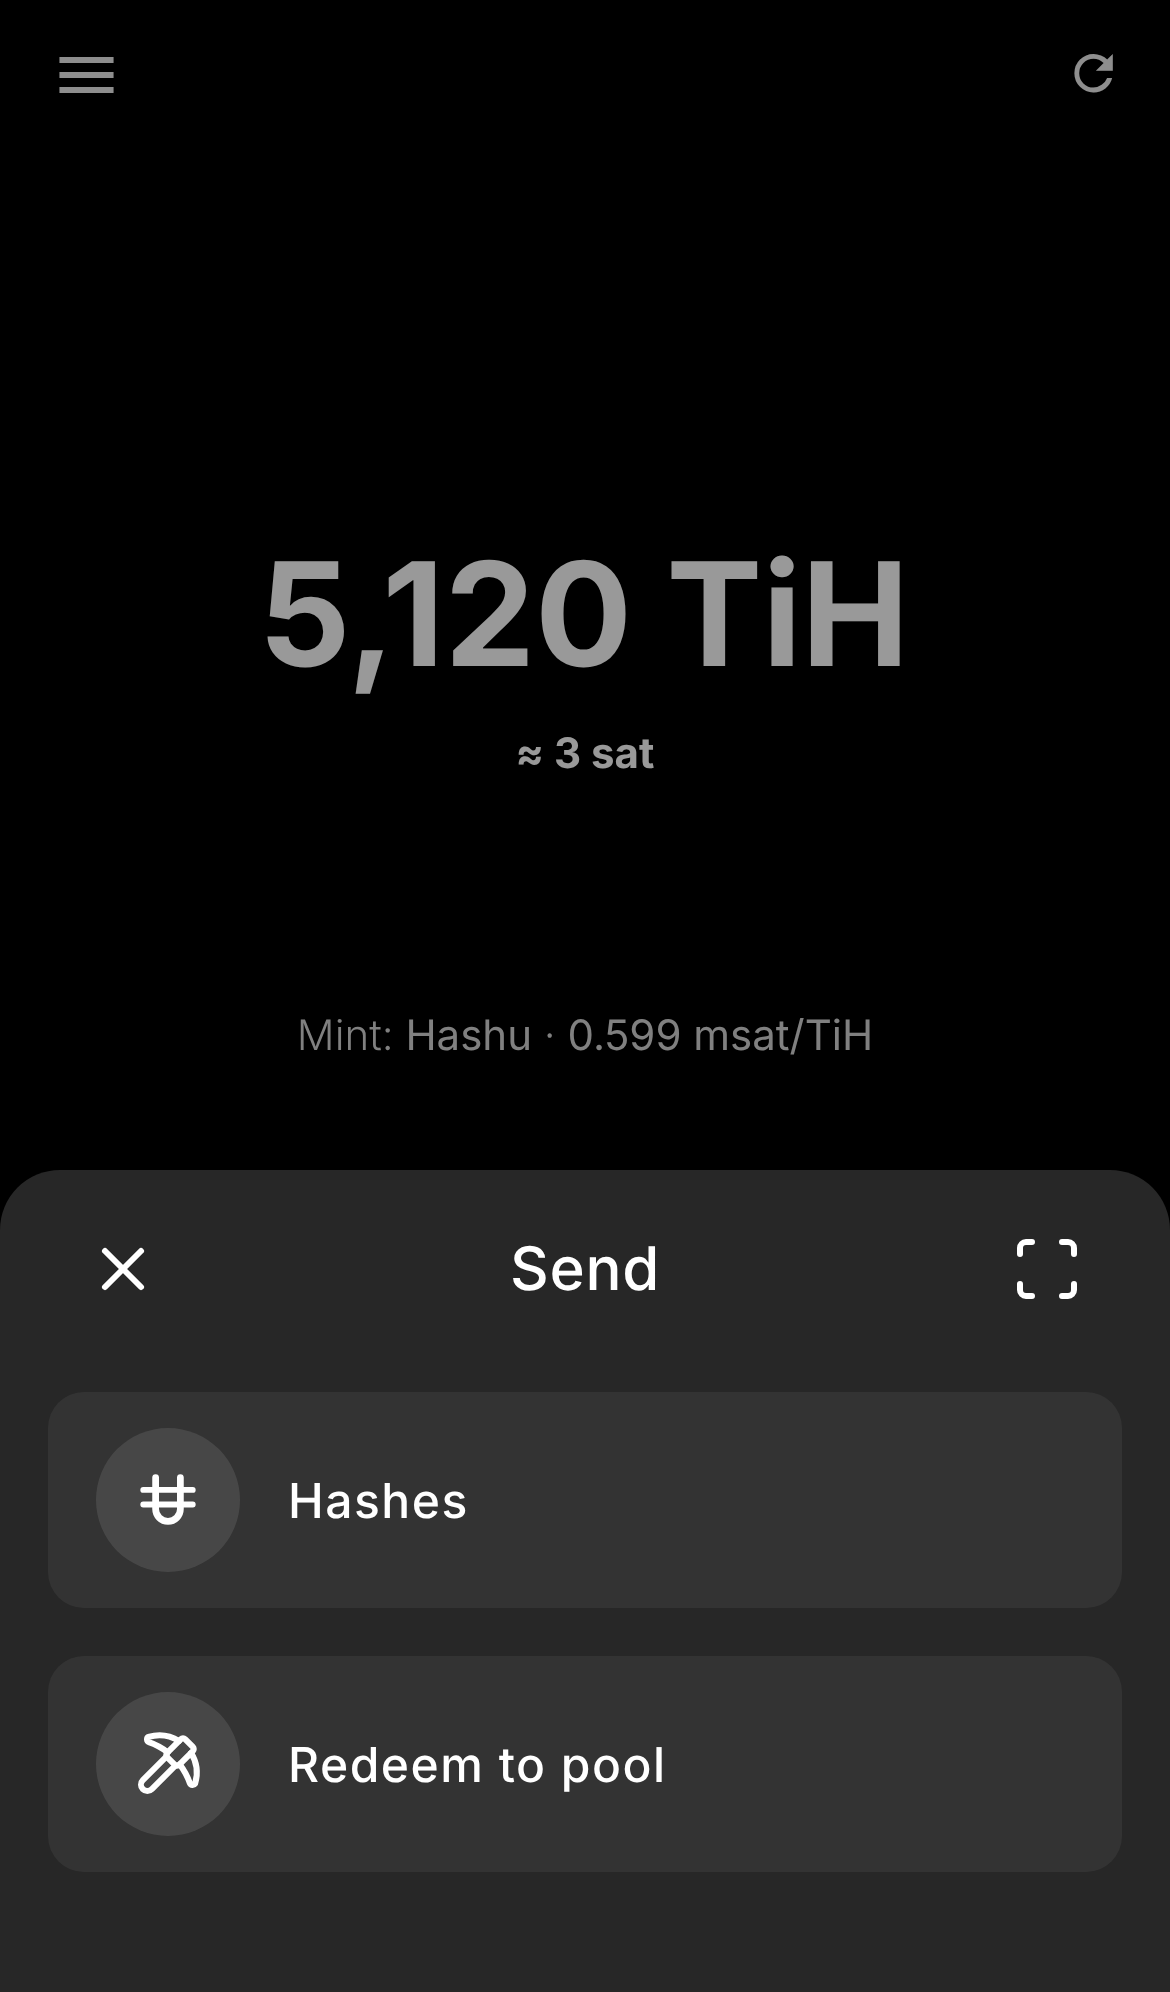 5,120 TiH
≈ 3 sat
Mint: Hashu · 0.599 msat/TiH
Send
Hashes
Redeem to pool